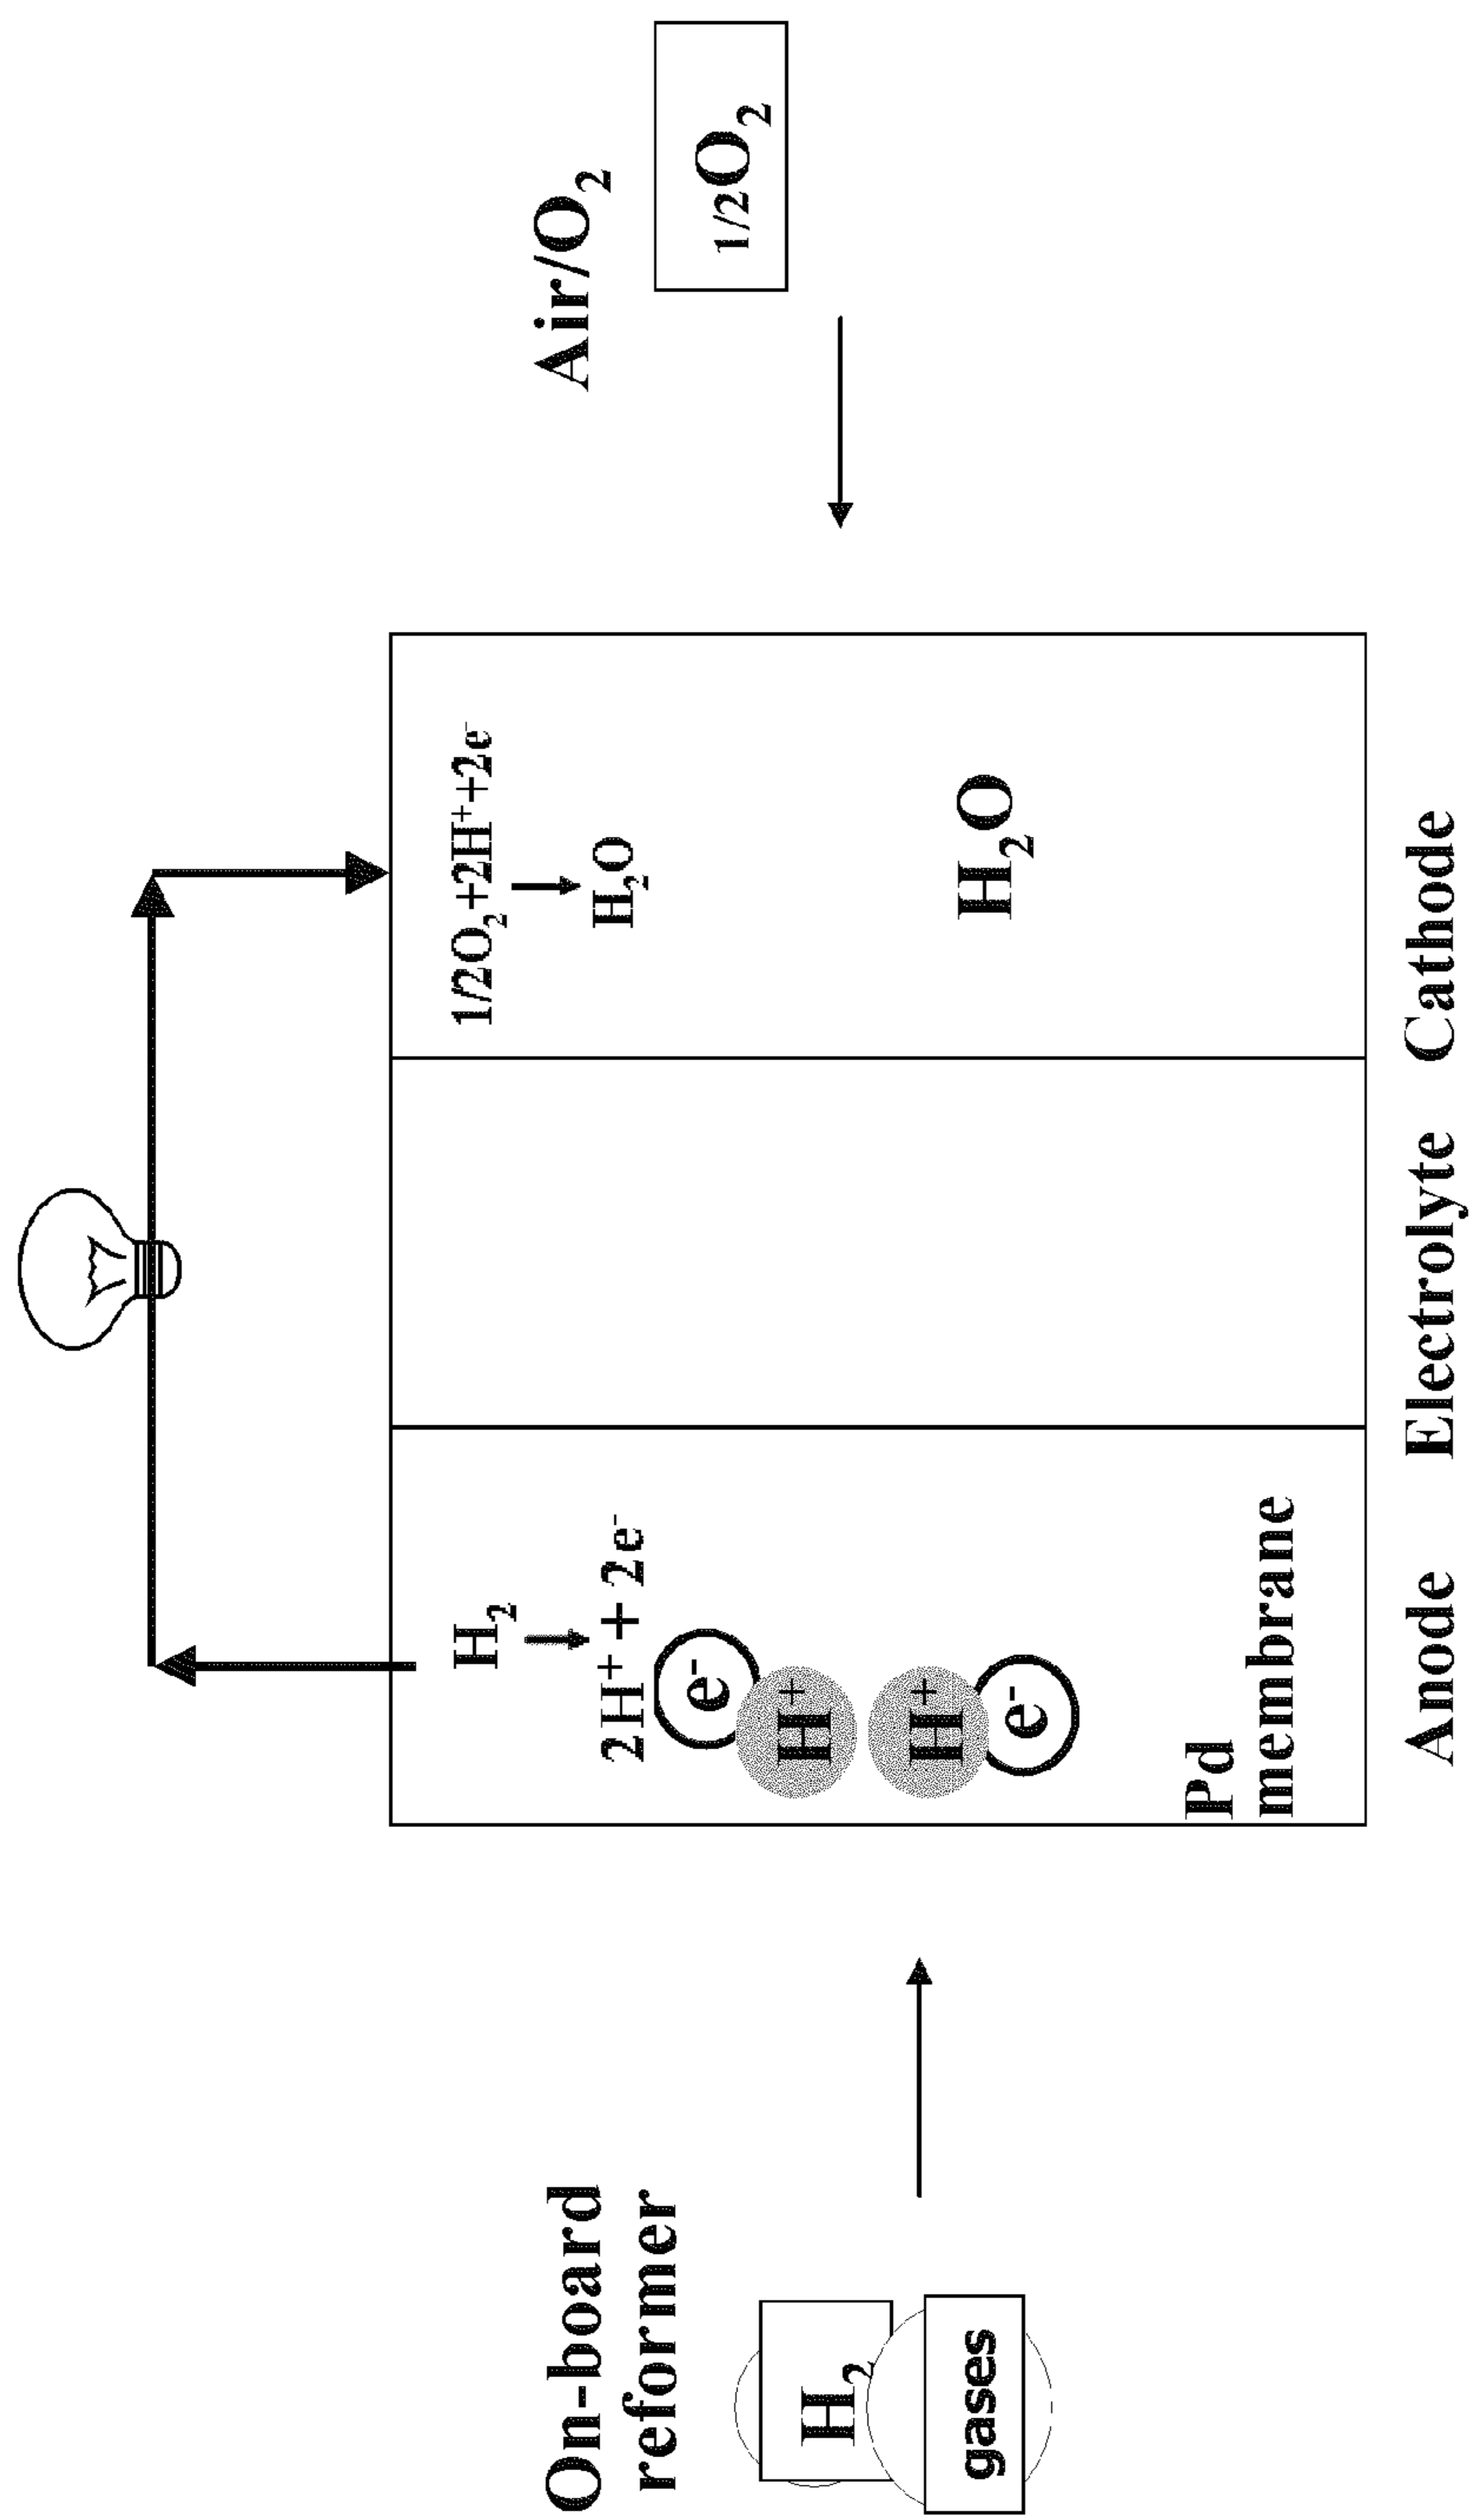 On-board
reformer
H₂
gases
H₂
2H⁺ + 2e⁻
e⁻
H⁺
H⁺
e⁻
Pd
membrane
1/2O₂+2H⁺+2e⁻
H₂O
H₂O
Air/O₂
1/2O₂
Anode Electrolyte Cathode